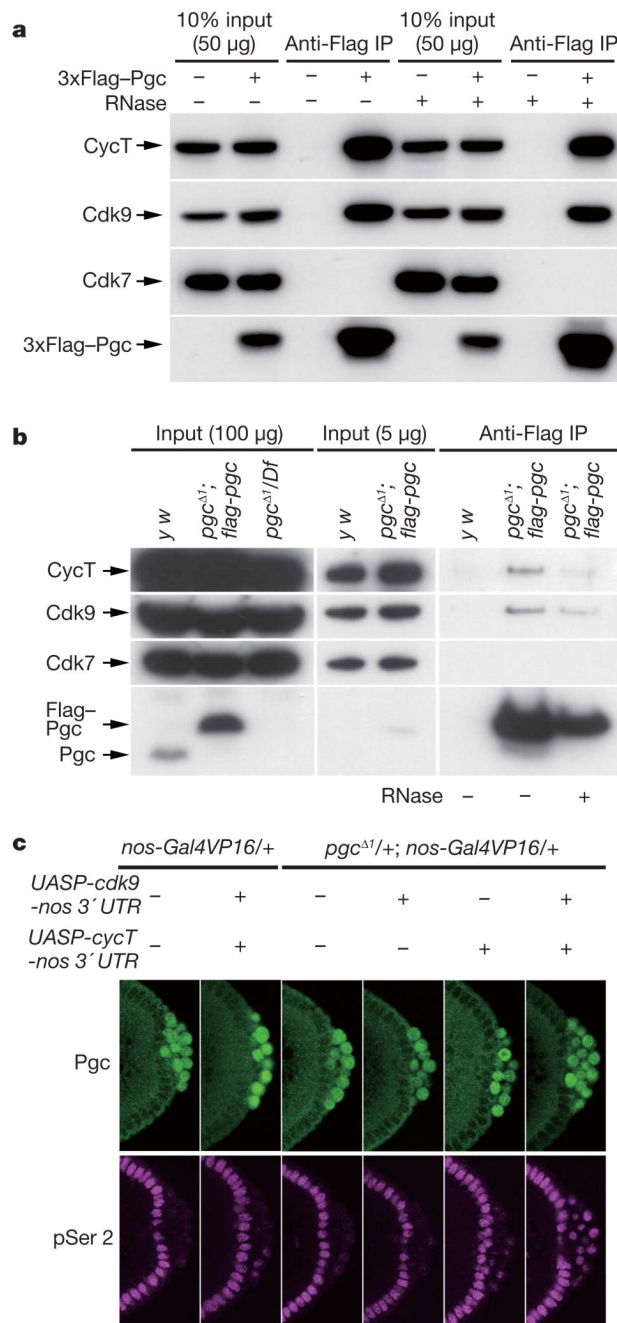 a
10% input (50 µg) Anti-Flag IP 10% input (50 µg) Anti-Flag IP
3xFlag–Pgc – + – + – + – +
RNase – – – – + + + +
CycT
Cdk9
Cdk7
3xFlag–Pgc
b
Input (100 µg) Input (5 µg) Anti-Flag IP
y w pgcΔ1; flag-pgc pgcΔ1/Df y w pgcΔ1; flag-pgc y w pgcΔ1; flag-pgc pgcΔ1; flag-pgc
CycT
Cdk9
Cdk7
Flag–
Pgc
Pgc
RNase – – +
c
nos-Gal4VP16/+ pgcΔ1/+; nos-Gal4VP16/+
UASP-cdk9
-nos 3′ UTR – + – + – +
UASP-cycT
-nos 3′ UTR – + – – + +
Pgc
pSer 2